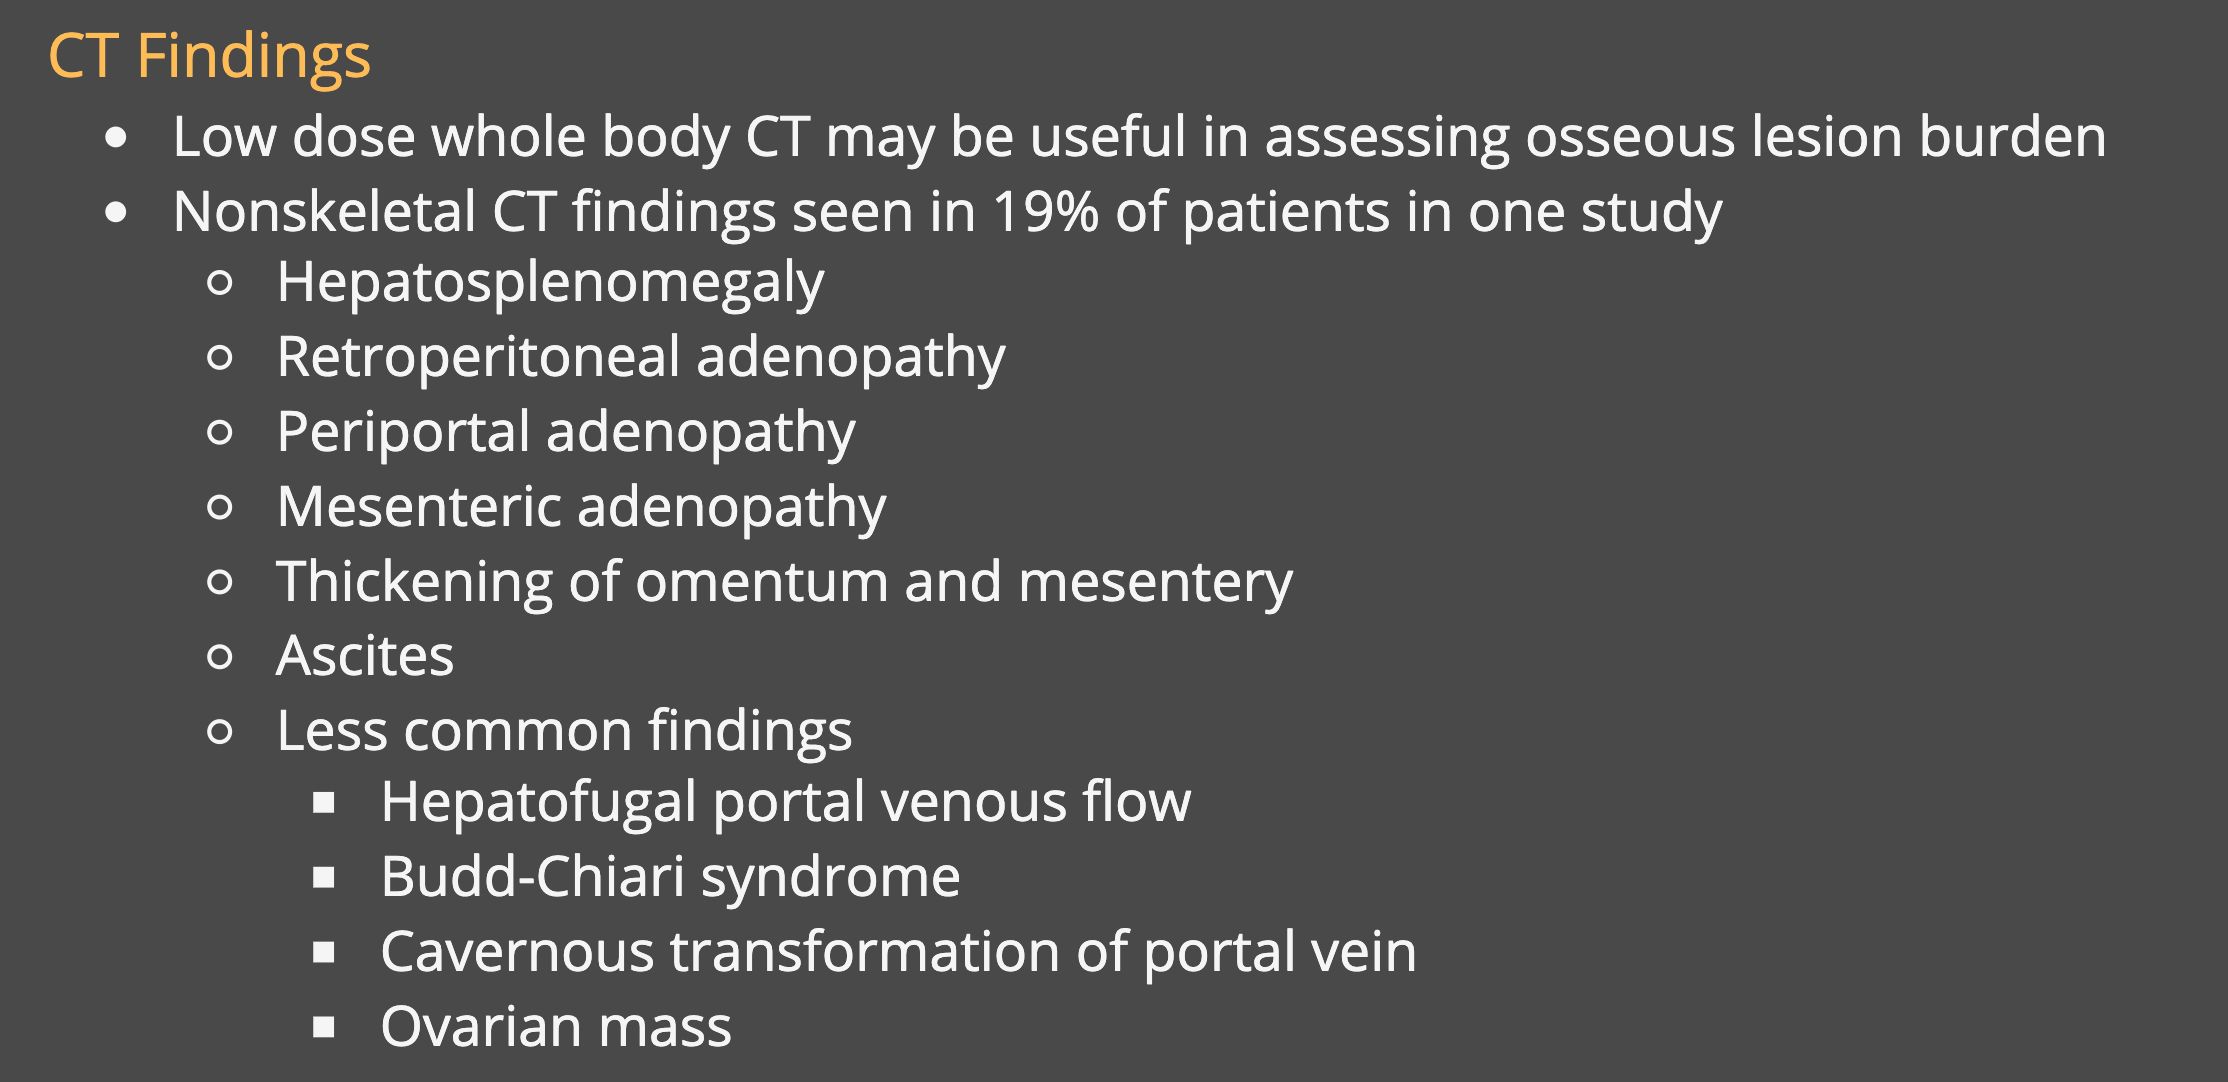 CT Findings
• Low dose whole body CT may be useful in assessing osseous lesion burden
• Nonskeletal CT findings seen in 19% of patients in one study
○ Hepatosplenomegaly
○ Retroperitoneal adenopathy
○ Periportal adenopathy
○ Mesenteric adenopathy
○ Thickening of omentum and mesentery
○ Ascites
○ Less common findings
■ Hepatofugal portal venous flow
■ Budd-Chiari syndrome
■ Cavernous transformation of portal vein
■ Ovarian mass